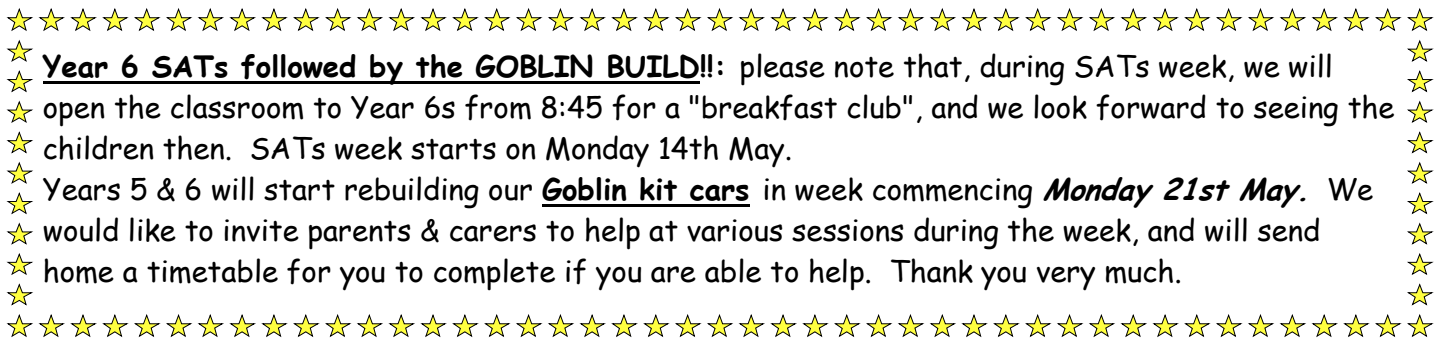 Year 6 SATs followed by the GOBLIN BUILD!!: please note that, during SATs week, we will
open the classroom to Year 6s from 8:45 for a "breakfast club", and we look forward to seeing the
children then. SATs week starts on Monday 14th May.
Years 5 & 6 will start rebuilding our Goblin kit cars in week commencing Monday 21st May. We
would like to invite parents & carers to help at various sessions during the week, and will send
home a timetable for you to complete if you are able to help. Thank you very much.